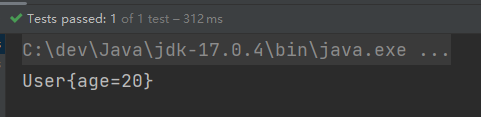 Tests passed: 1 of 1 test – 312 ms
C:\dev\Java\jdk-17.0.4\bin\java.exe ...
User{age=20}